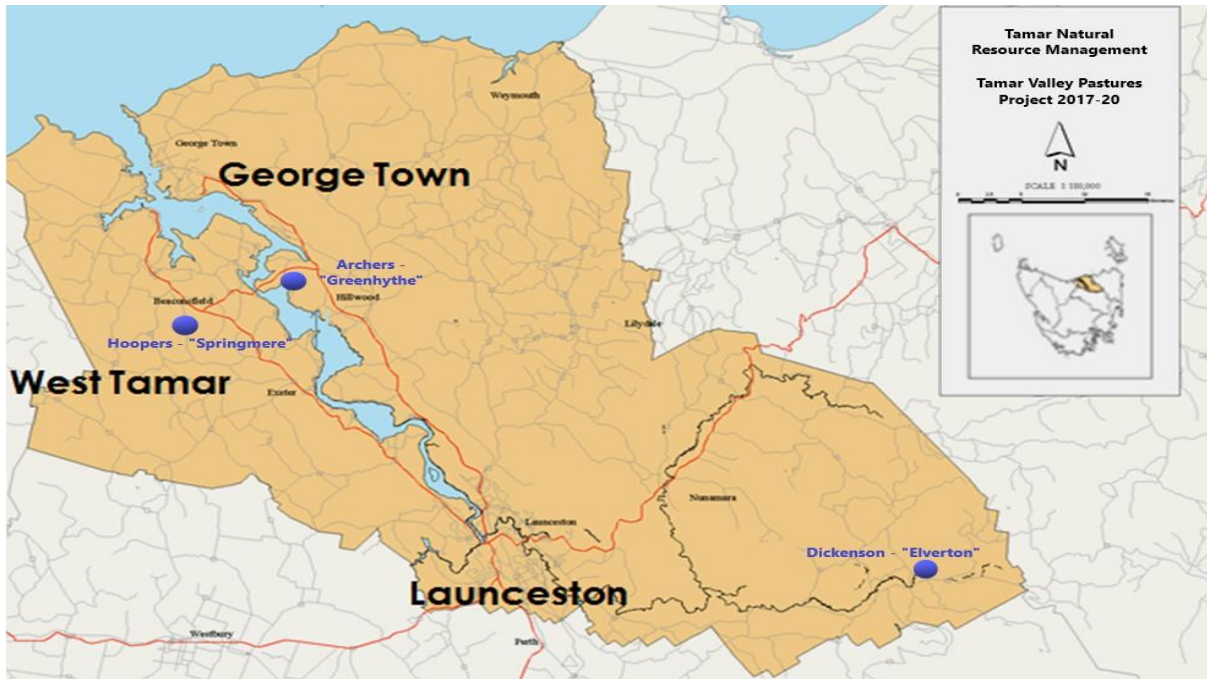 Tamar Natural
Resource Management
Tamar Valley Pastures
Project 2017-20
N
Weymouth
George Town
George Town
Archers -
"Greenhythe"
Hillwood
Beaconsfield
Hoopers - "Springmere"
Lilydale
West Tamar
Exeter
Nunamara
Launceston
Dickenson - "Elverton"
Launceston
Westbury
Perth